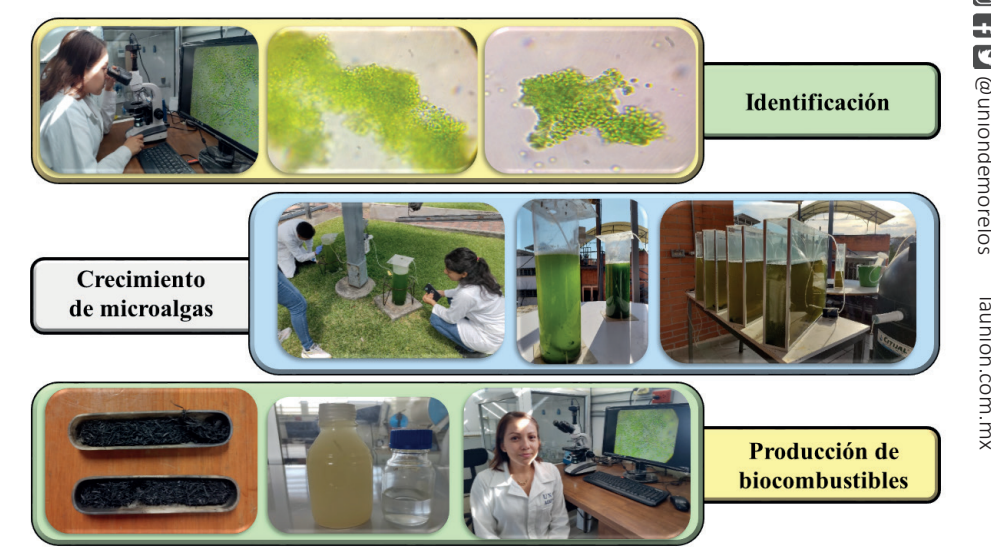 Identificación
Crecimiento
de microalgas
Producción de
biocombustibles
@uniondemorelos
launion.com.mx